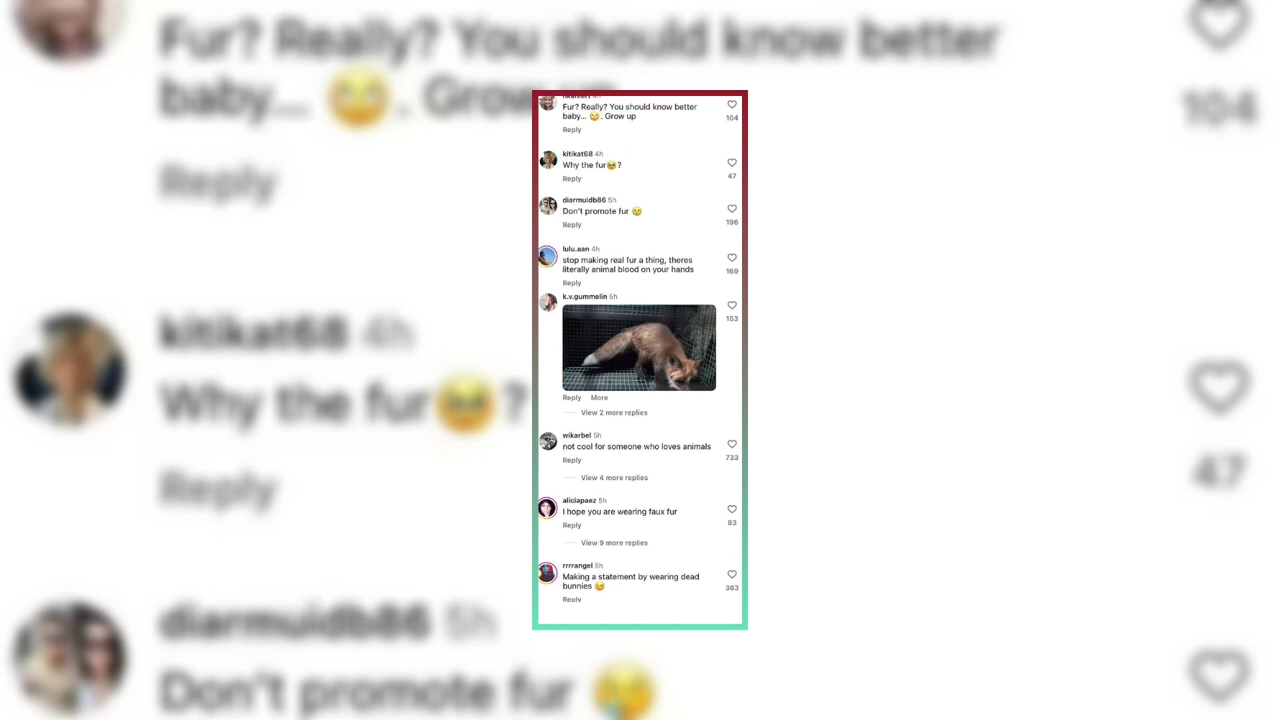 Fur? Really? You should know better
baby... 🥹. Grow up
104
Reply
kitikat68 4h
Why the fur🥹?
47
Reply
diarmuidb86 5h
Don't promote fur 😢
196
Reply
lulu.aan 4h
stop making real fur a thing, theres
literally animal blood on your hands
169
Reply
k.v.gummelin 5h
153
Reply More
View 2 more replies
wikarbel 5h
not cool for someone who loves animals
733
Reply
View 4 more replies
aliciapaez 5h
I hope you are wearing faux fur
83
Reply
View 9 more replies
rrrrangel 5h
Making a statement by wearing dead
bunnies 😉
363
Reply
Fur? Really? You should know better
baby... 🥹. Grow
104
Reply
kitikat68 4h
Why the fur🥹?
47
Reply
diarmuidb86 5h
Don't promote fur 😢